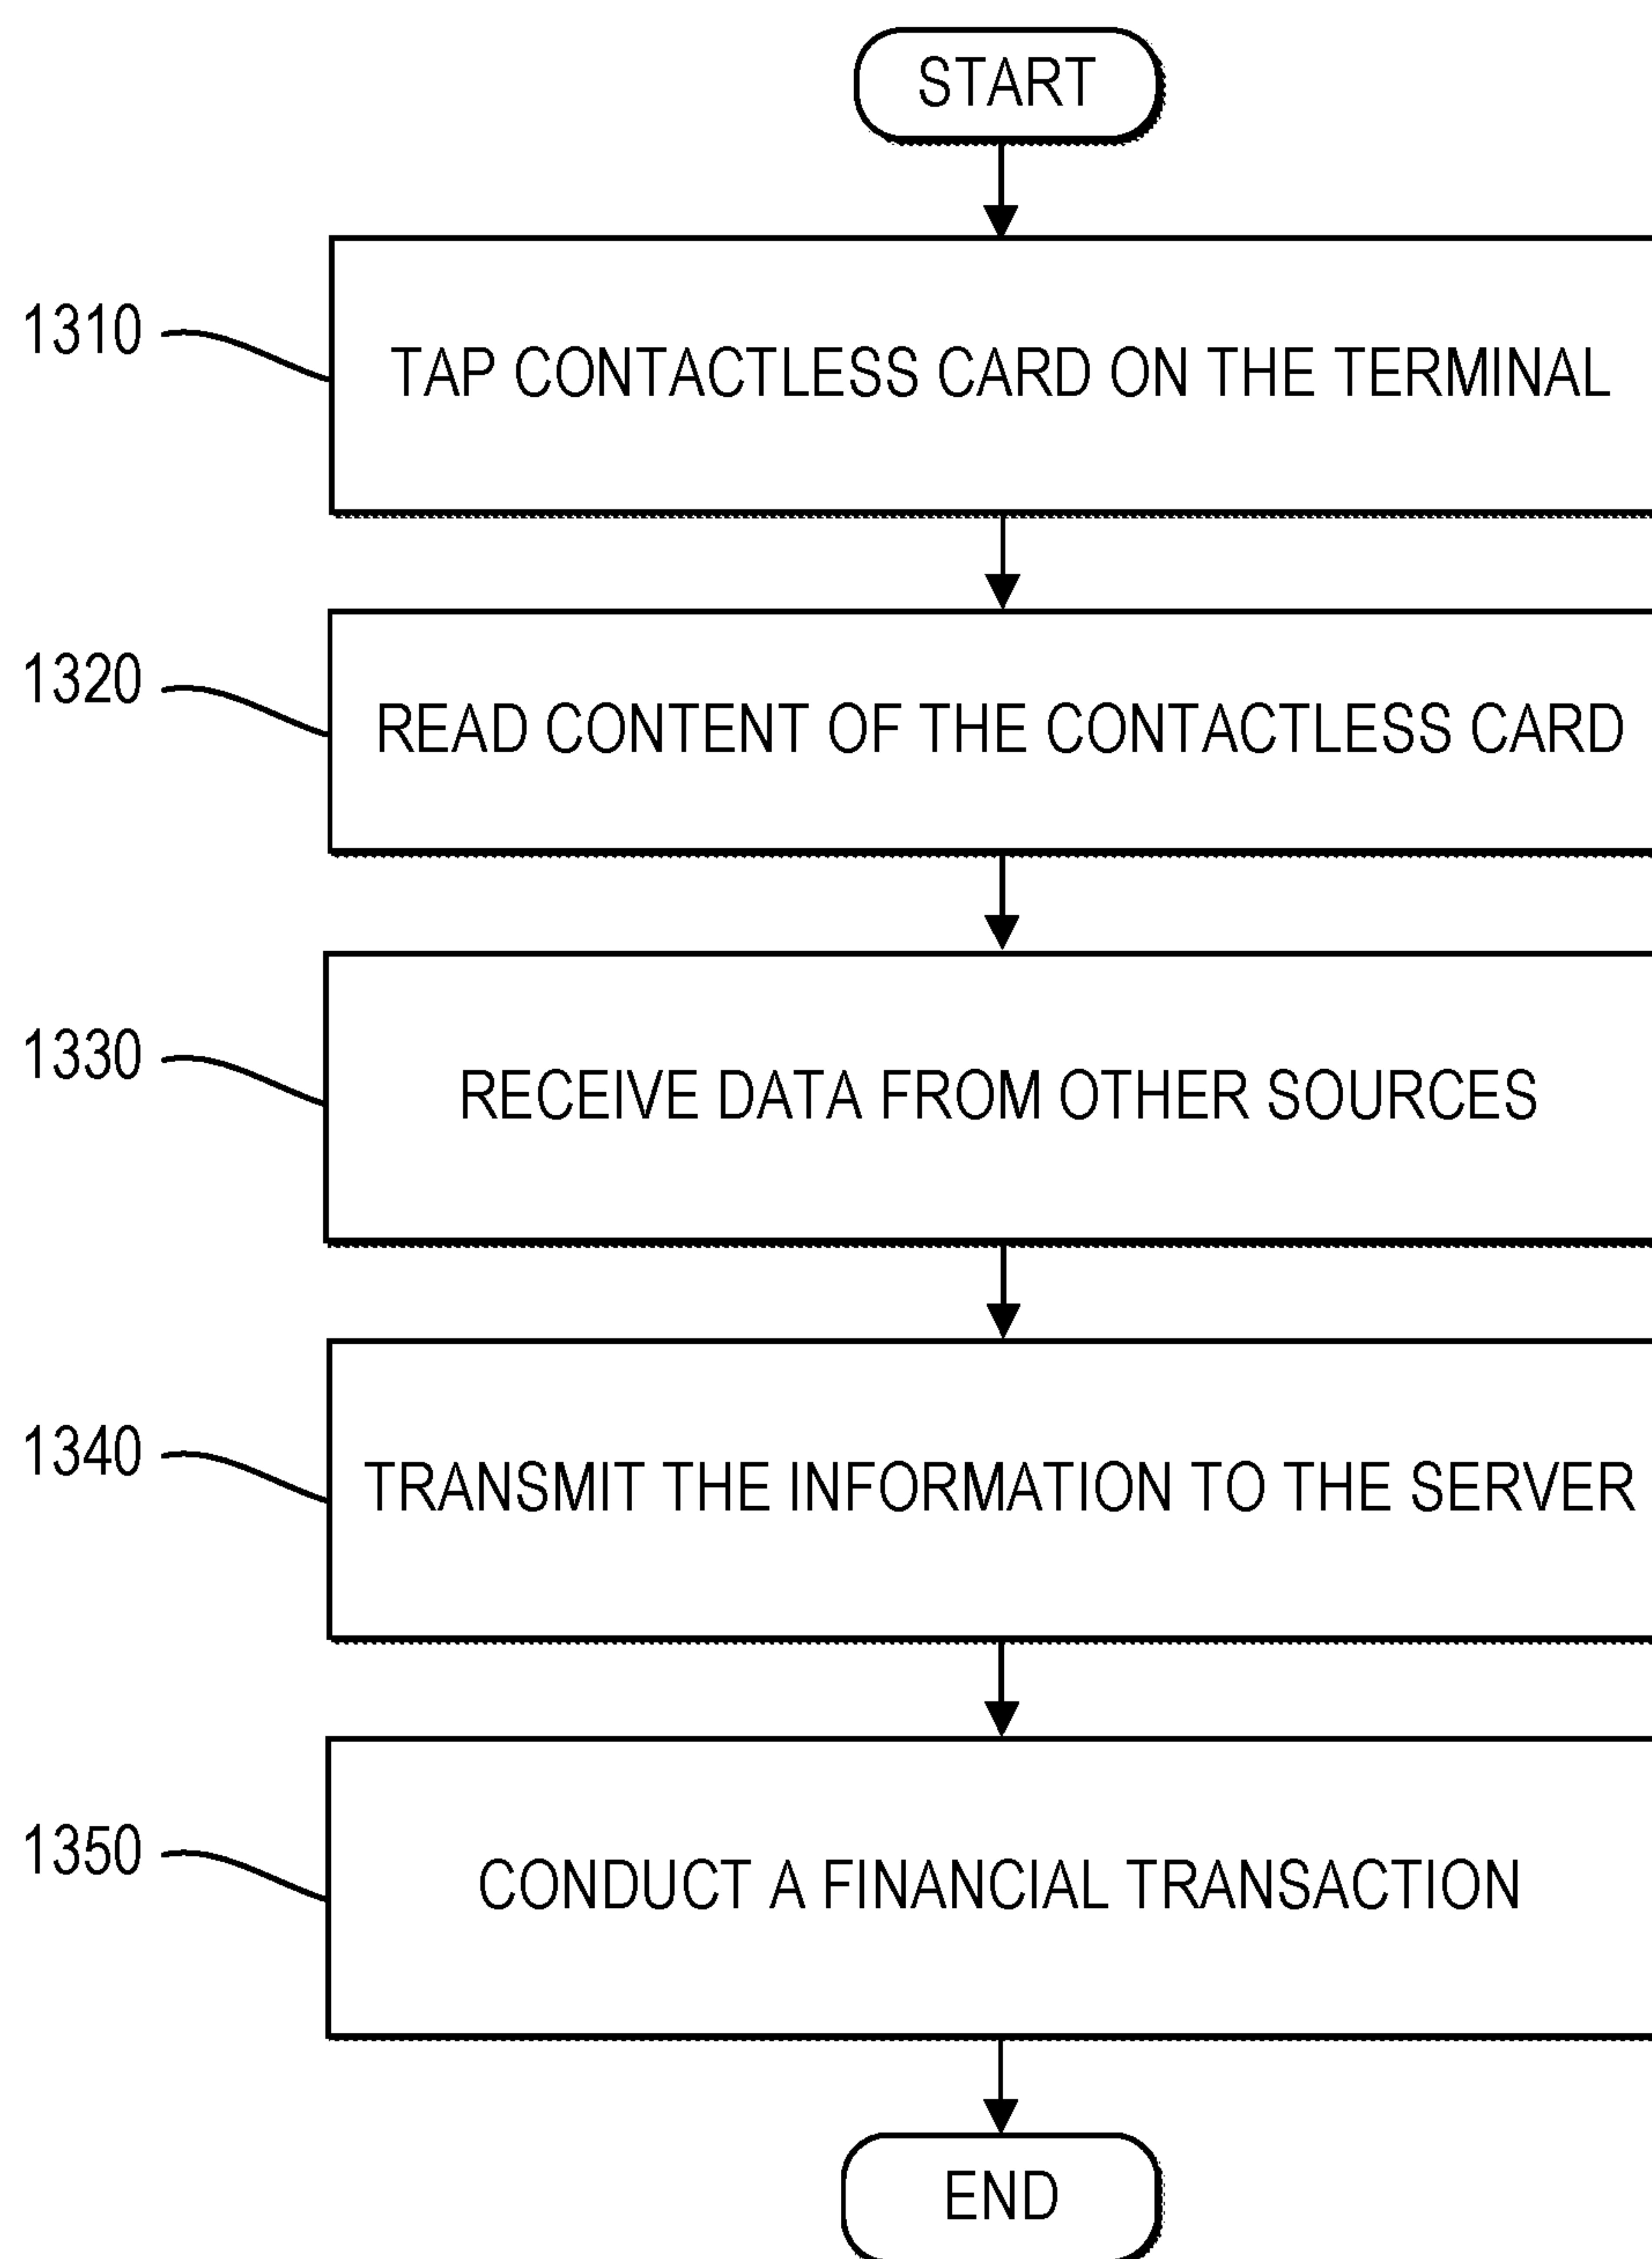 START
1310
TAP CONTACTLESS CARD ON THE TERMINAL
1320
READ CONTENT OF THE CONTACTLESS CARD
1330
RECEIVE DATA FROM OTHER SOURCES
1340
TRANSMIT THE INFORMATION TO THE SERVER
1350
CONDUCT A FINANCIAL TRANSACTION
END